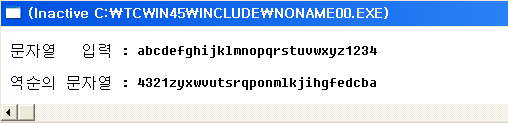 (Inactive C:₩TCWIN45₩INCLUDE₩NONAME00.EXE)
문자열 입력 : abcdefghijklmnopqrstuvwxyz1234
역순의 문자열 : 4321zyxwvutsrqponmlkjihgfedcba